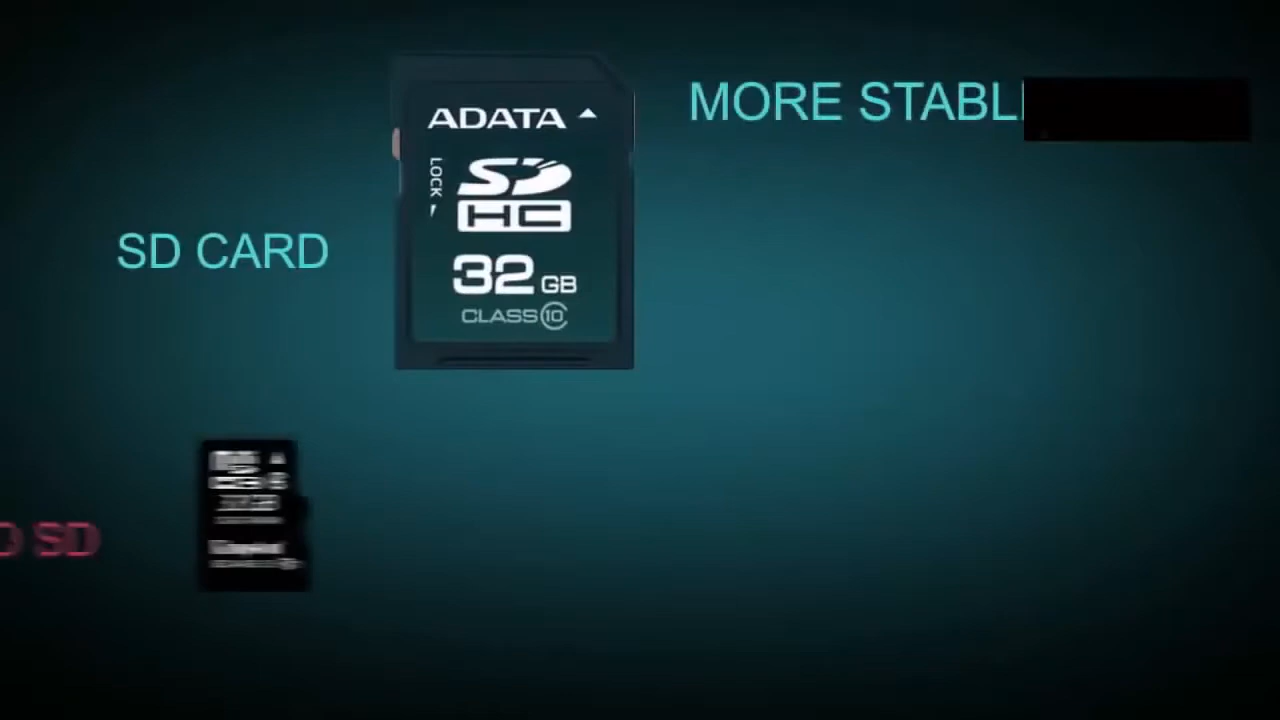 ADATA
MORE STABL
LOCK
SD
HC
SD CARD
32 GB
CLASS 10
SD